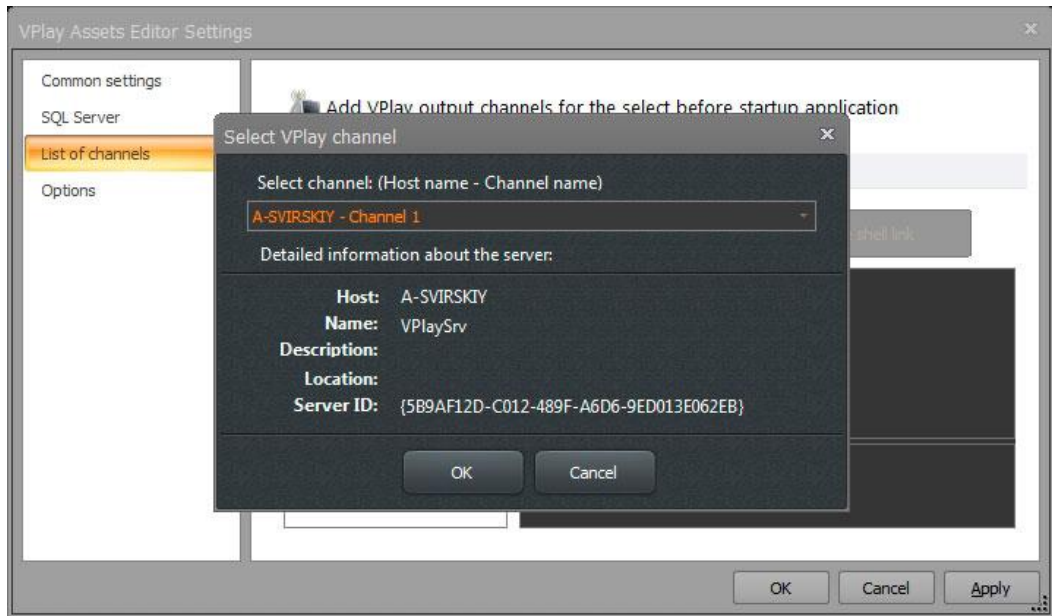 VPlay Assets Editor Settings
Common settings
SQL Server
List of channels
Options
Add VPlay output channels for the select before startup application
Select VPlay channel
Select channel: (Host name - Channel name)
A-SVIRSKIY - Channel 1
Detailed information about the server:
Host: A-SVIRSKIY
Name: VPlaySrv
Description:
Location:
Server ID: {5B9AF12D-C012-489F-A6D6-9ED013E062EB}
OK Cancel
shell link
OK Cancel Apply